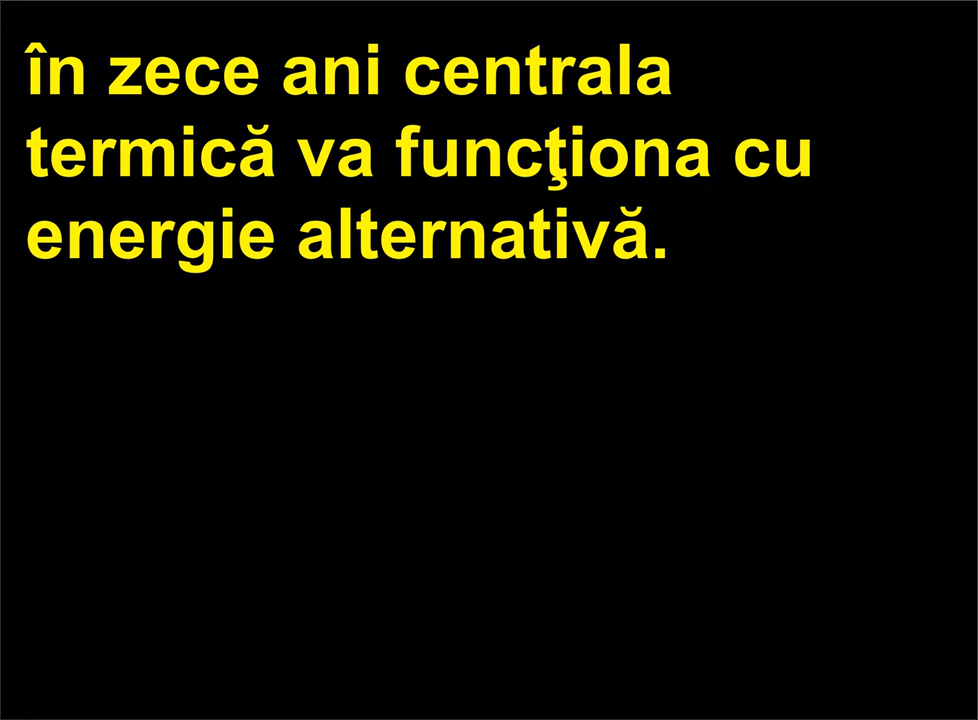 în zece ani centrala
termică va funcţiona cu
energie alternativă.